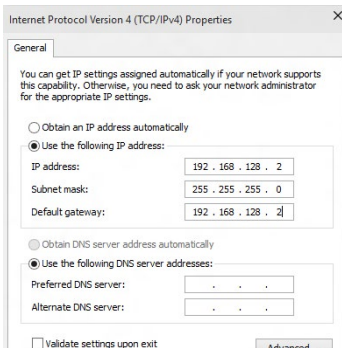 Internet Protocol Version 4 (TCP/IPv4) Properties
General
You can get IP settings assigned automatically if your network supports
this capability. Otherwise, you need to ask your network administrator
for the appropriate IP settings.
Obtain an IP address automatically
Use the following IP address:
IP address: 192 . 168 . 128 . 2
Subnet mask: 255 . 255 . 255 . 0
Default gateway: 192 . 168 . 128 . 2
Obtain DNS server address automatically
Use the following DNS server addresses:
Preferred DNS server: . . .
Alternate DNS server: . . .
Validate settings upon exit
Advanced...